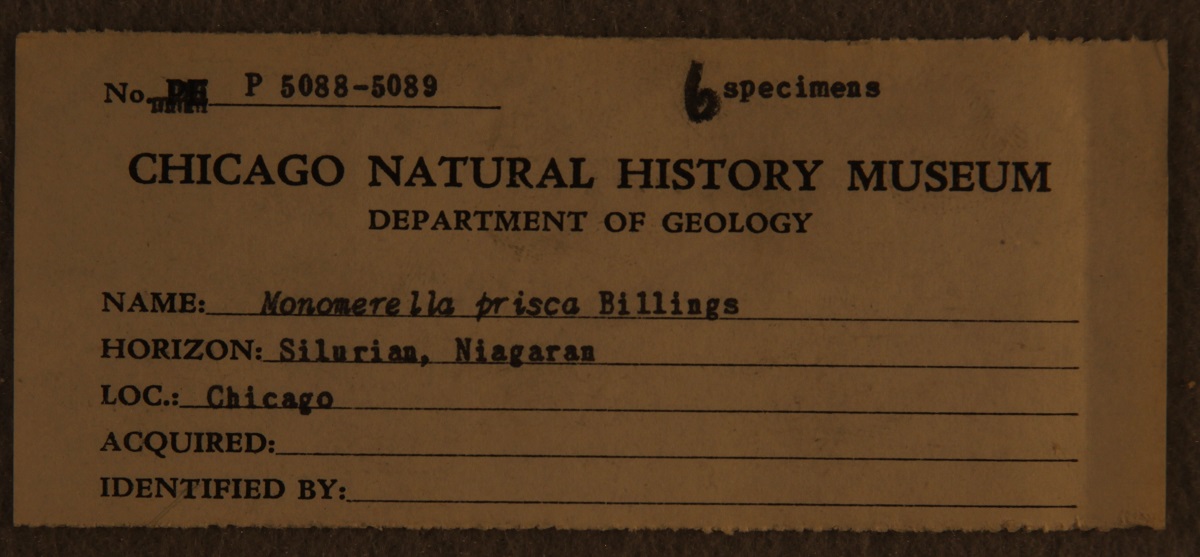 No. P 5088-5089 6 specimens
CHICAGO NATURAL HISTORY MUSEUM
DEPARTMENT OF GEOLOGY
NAME: Monomerella prisca Billings
HORIZON: Silurian, Niagaran
LOC.: Chicago
ACQUIRED:
IDENTIFIED BY: